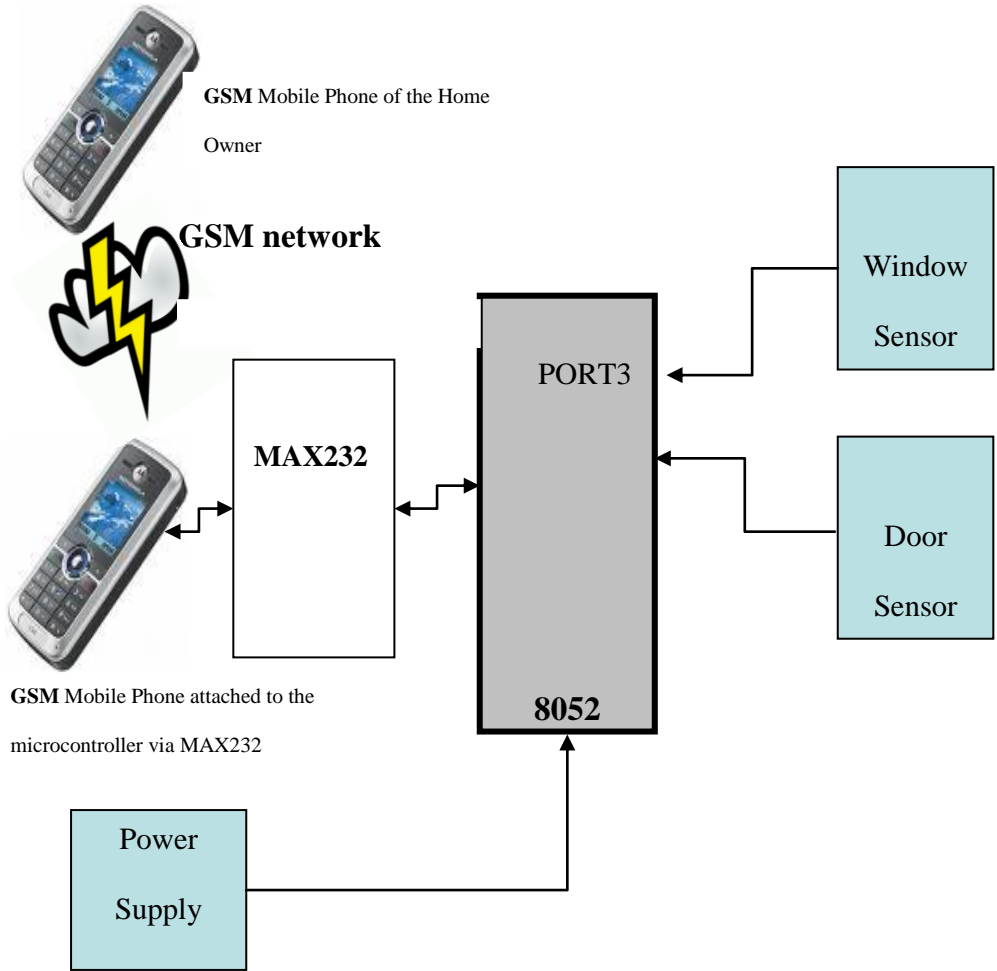 GSM Mobile Phone of the Home
Owner
GSM network
Window
Sensor
PORT3
MAX232
Door
Sensor
GSM Mobile Phone attached to the
microcontroller via MAX232
8052
Power
Supply